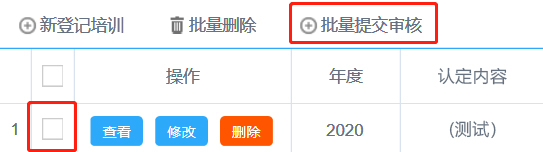 新登记培训 批量删除 批量提交审核
操作 年度 认定内容
1 查看 修改 删除 2020 (测试)